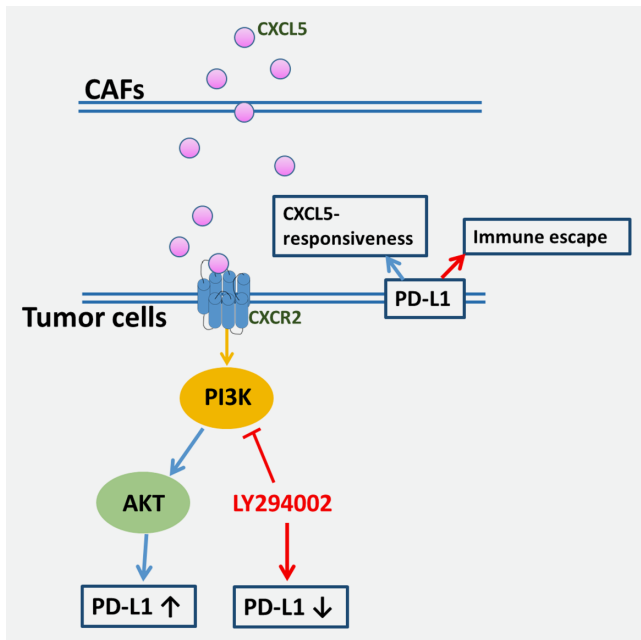 CXCL5
CAFs
CXCL5-
responsiveness
Immune escape
PD-L1
Tumor cells
CXCR2
PI3K
AKT
LY294002
PD-L1 ↑
PD-L1 ↓